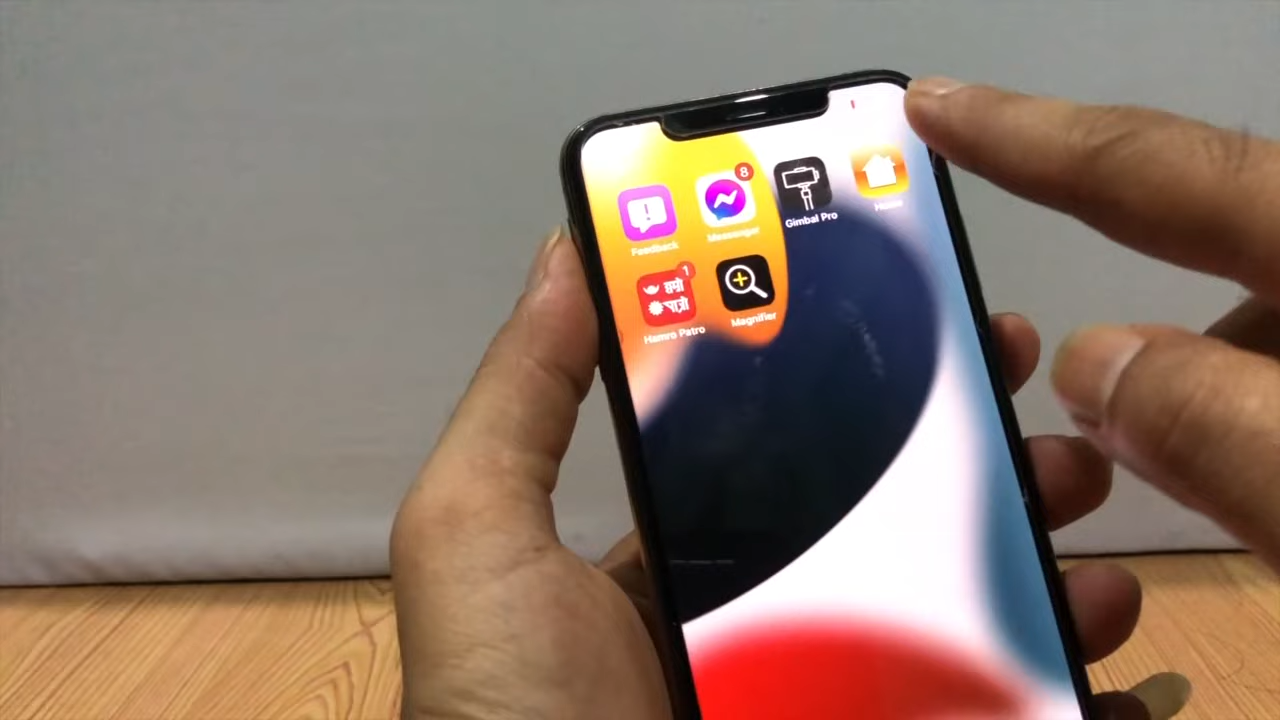 8
Feedback
Messenger
Gimbal Pro
Home
1
हाम्रो
पात्रो
Hamro Patro
Magnifier